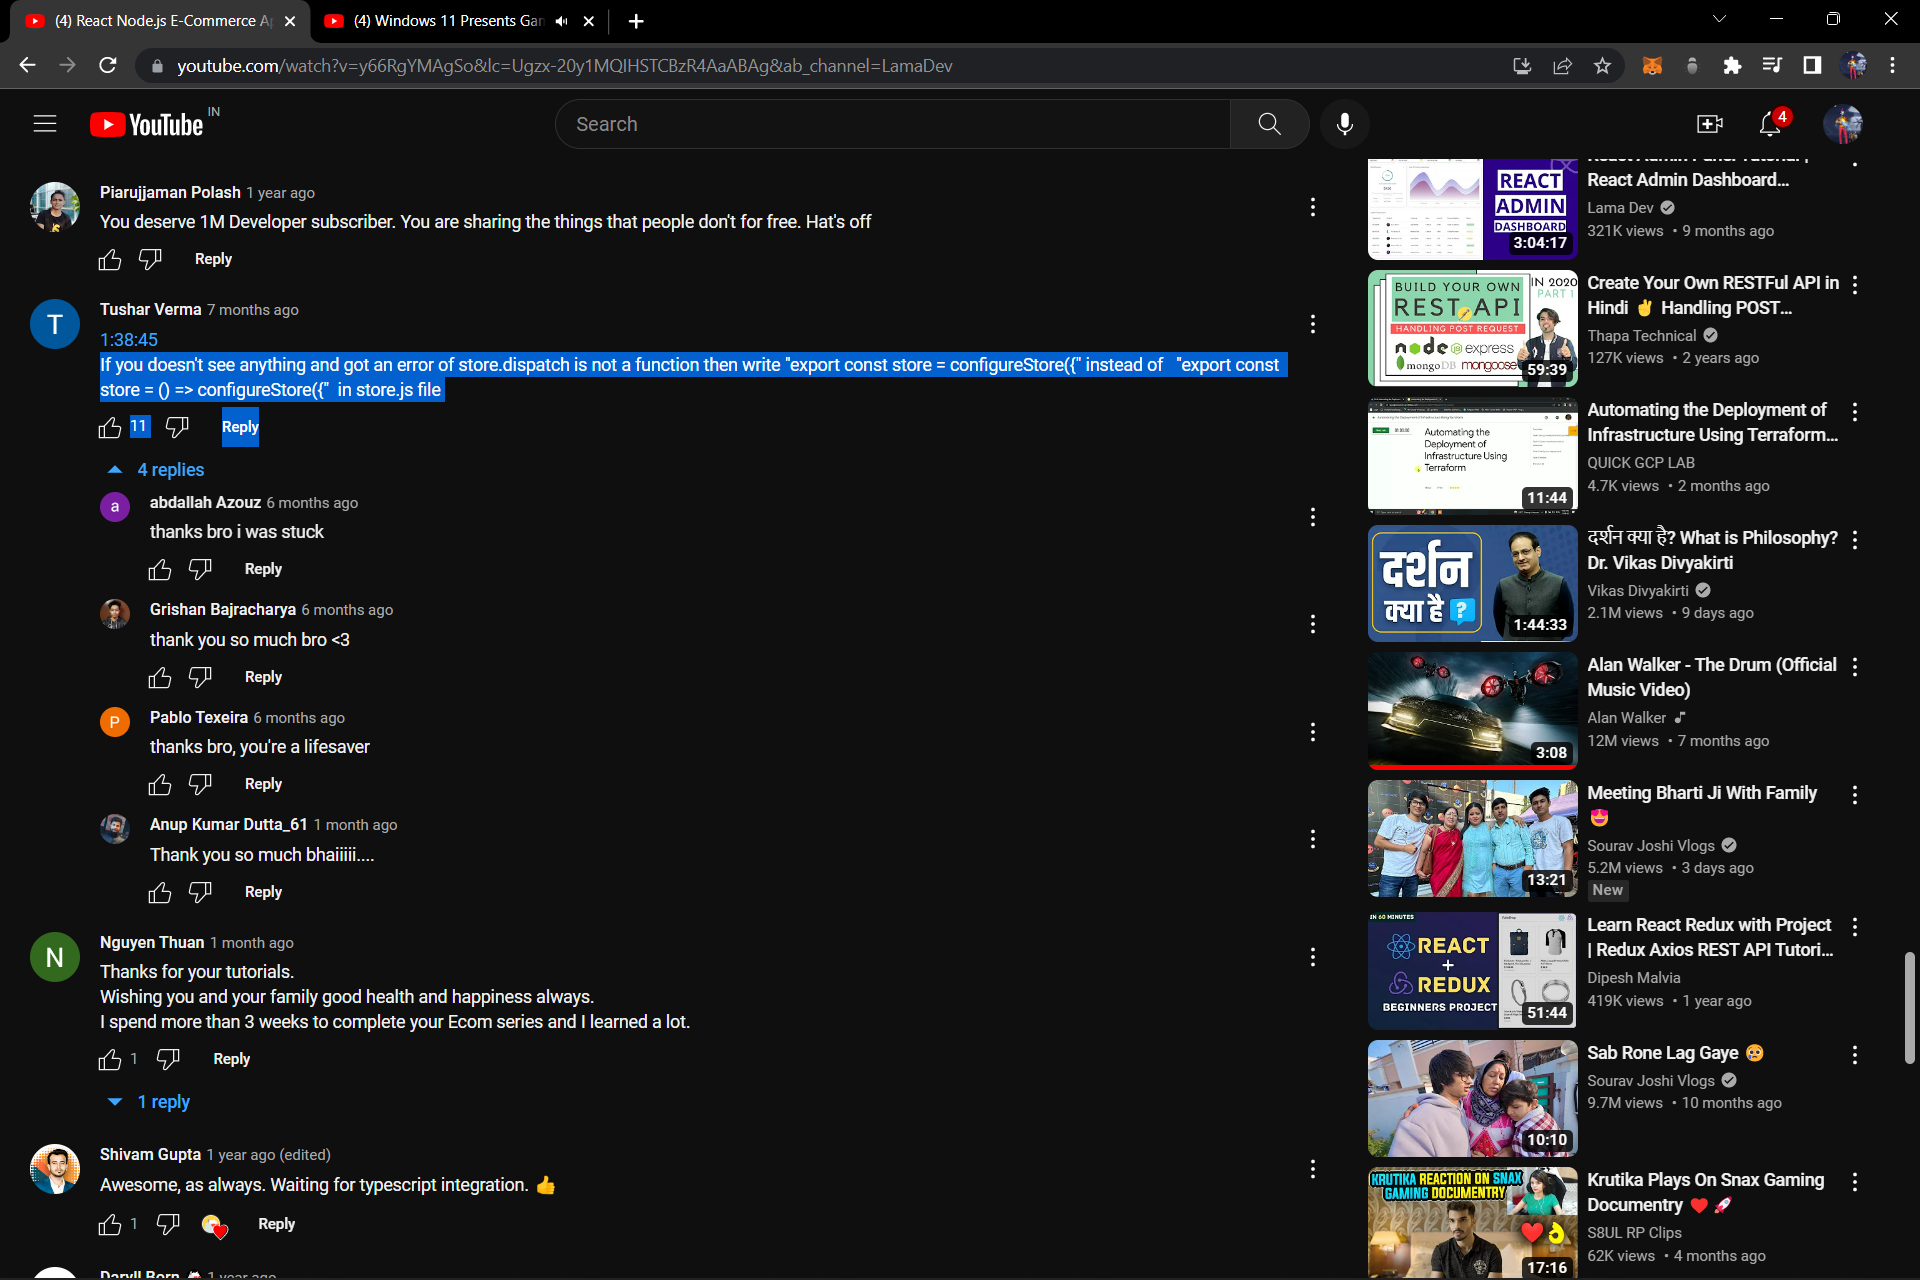 (4) React Node.js E-Commerce A
(4) Windows 11 Presents Gar
youtube.com/watch?v=y66RgYMAgSo&lc=Ugzx-20y1MQIHSTCBzR4AaABAg&ab_channel=LamaDev
YouTube IN
Search
4
Piarujjaman Polash 1 year ago
You deserve 1M Developer subscriber. You are sharing the things that people don't for free. Hat's off
Reply
T
Tushar Verma 7 months ago
1:38:45
If you doesn't see anything and got an error of store.dispatch is not a function then write "export const store = configureStore({" instead of "export const
store = () => configureStore({" in store.js file
11 Reply
4 replies
a
abdallah Azouz 6 months ago
thanks bro i was stuck
Reply
Grishan Bajracharya 6 months ago
thank you so much bro <3
Reply
P
Pablo Texeira 6 months ago
thanks bro, you're a lifesaver
Reply
Anup Kumar Dutta_61 1 month ago
Thank you so much bhaiiiii....
Reply
N
Nguyen Thuan 1 month ago
Thanks for your tutorials.
Wishing you and your family good health and happiness always.
I spend more than 3 weeks to complete your Ecom series and I learned a lot.
1 Reply
1 reply
Shivam Gupta 1 year ago (edited)
Awesome, as always. Waiting for typescript integration. 👍
1 Reply
Daryll Born 1 year ago
REACT
ADMIN
DASHBOARD
3:04:17
React Admin Dashboard...
Lama Dev
321K views • 9 months ago
BUILD YOUR OWN
REST API
HANDLING POST REQUEST
node express
mongoDB mongoose
IN 2020
PART 1
59:39
Create Your Own RESTFul API in
Hindi ✌ Handling POST...
Thapa Technical
127K views • 2 years ago
Automating the
Deployment of
Infrastructure Using
Terraform
11:44
Automating the Deployment of
Infrastructure Using Terraform...
QUICK GCP LAB
4.7K views • 2 months ago
दर्शन
क्या है ?
1:44:33
दर्शन क्या है? What is Philosophy?
Dr. Vikas Divyakirti
Vikas Divyakirti
2.1M views • 9 days ago
3:08
Alan Walker - The Drum (Official
Music Video)
Alan Walker
12M views • 7 months ago
13:21
Meeting Bharti Ji With Family
😍
Sourav Joshi Vlogs
5.2M views • 3 days ago
New
IN 60 MINUTES
REACT
+
REDUX
BEGINNERS PROJECT
51:44
Learn React Redux with Project
| Redux Axios REST API Tutori...
Dipesh Malvia
419K views • 1 year ago
10:10
Sab Rone Lag Gaye 😢
Sourav Joshi Vlogs
9.7M views • 10 months ago
KRUTIKA REACTION ON SNAX
GAMING DOCUMENTRY
17:16
Krutika Plays On Snax Gaming
Documentry ❤️🚀
S8UL RP Clips
62K views • 4 months ago